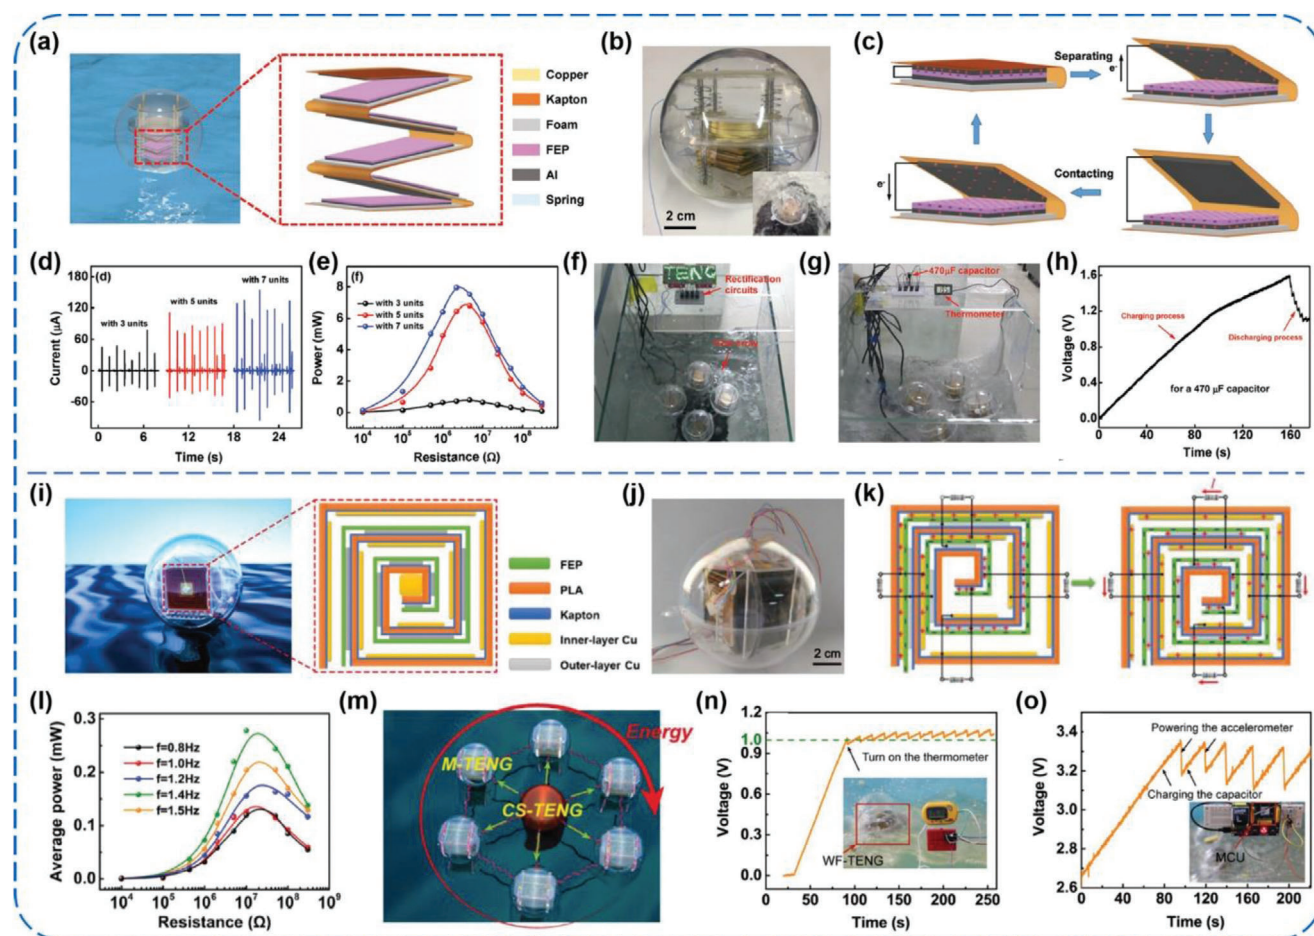 (a)
Copper
Kapton
Foam
FEP
Al
Spring
(b)
2 cm
(c)
Separating
e-
Contacting
e-
(d)
(d)
Current (μA)
180
120
60
0
-60
with 3 units
with 5 units
with 7 units
0 6 12 18 24
Time (s)
(e)
(f)
Power (mW)
8
6
4
2
0
with 3 units
with 5 units
with 7 units
10⁴ 10⁵ 10⁶ 10⁷ 10⁸
Resistance (Ω)
(f)
TENG
Rectification
circuits
(g)
470μF capacitor
Thermometer
(h)
Voltage (V)
1.6
1.2
0.8
0.4
0.0
Charging process
Discharging process
for a 470 μF capacitor
0 40 80 120 160
Time (s)
(i)
FEP
PLA
Kapton
Inner-layer Cu
Outer-layer Cu
(j)
2 cm
(k)
I
(l)
Average power (mW)
0.3
0.2
0.1
0.0
f=0.8Hz
f=1.0Hz
f=1.2Hz
f=1.4Hz
f=1.5Hz
10⁴ 10⁵ 10⁶ 10⁷ 10⁸ 10⁹
Resistance (Ω)
(m)
Energy
M-TENG
CS-TENG
(n)
Voltage (V)
1.2
1.0
0.9
0.6
0.3
0.0
Turn on the thermometer
WF-TENG
0 50 100 150 200 250
Time (s)
(o)
Voltage (V)
3.6
3.4
3.2
3.0
2.8
2.6
Powering the accelerometer
Charging the capacitor
MCU
0 40 80 120 160 200
Time (s)